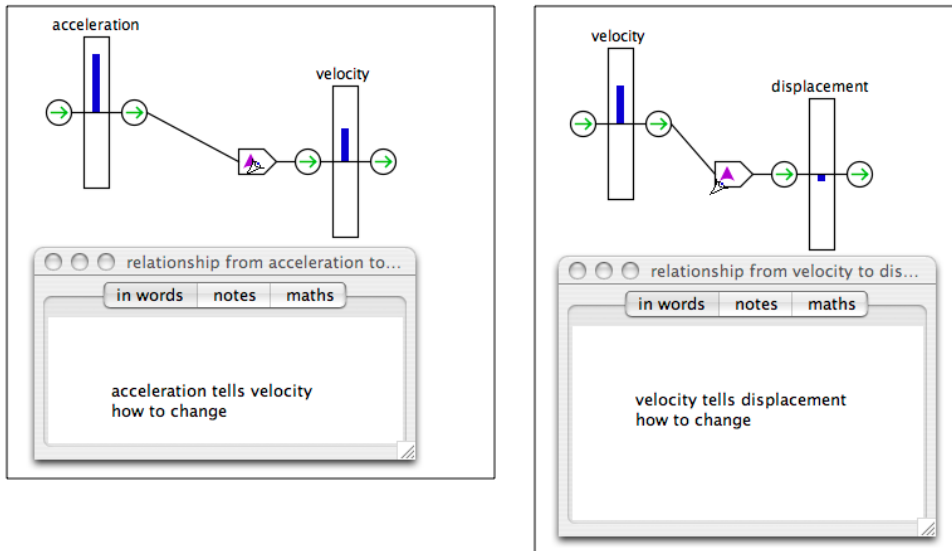 acceleration
velocity
relationship from acceleration to...
in words notes maths
acceleration tells velocity
how to change
velocity
displacement
relationship from velocity to dis...
in words notes maths
velocity tells displacement
how to change